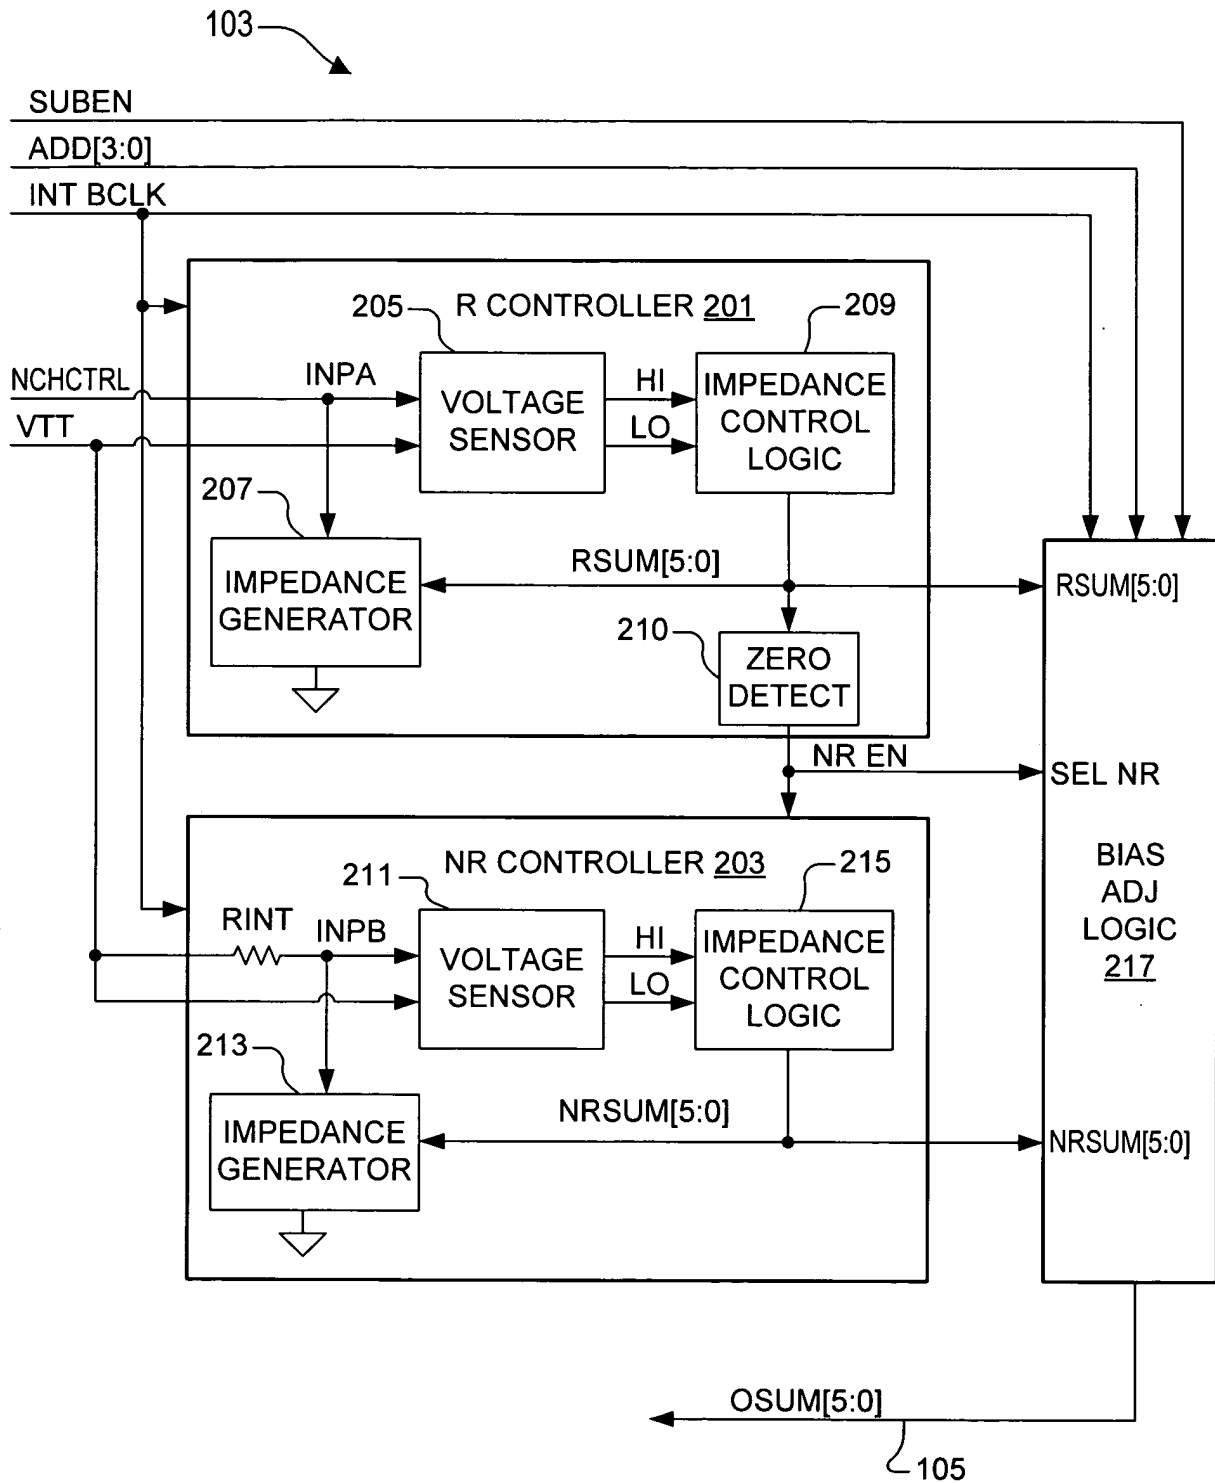 103
SUBEN
ADD[3:0]
INT BCLK
R CONTROLLER 201
205
209
NCHCTRL
INPA
VOLTAGE
SENSOR
HI
LO
IMPEDANCE
CONTROL
LOGIC
VTT
207
IMPEDANCE
GENERATOR
RSUM[5:0]
RSUM[5:0]
210
ZERO
DETECT
NR EN
SEL NR
NR CONTROLLER 203
211
215
RINT
INPB
VOLTAGE
SENSOR
HI
LO
IMPEDANCE
CONTROL
LOGIC
BIAS
ADJ
LOGIC
217
213
IMPEDANCE
GENERATOR
NRSUM[5:0]
NRSUM[5:0]
OSUM[5:0]
105